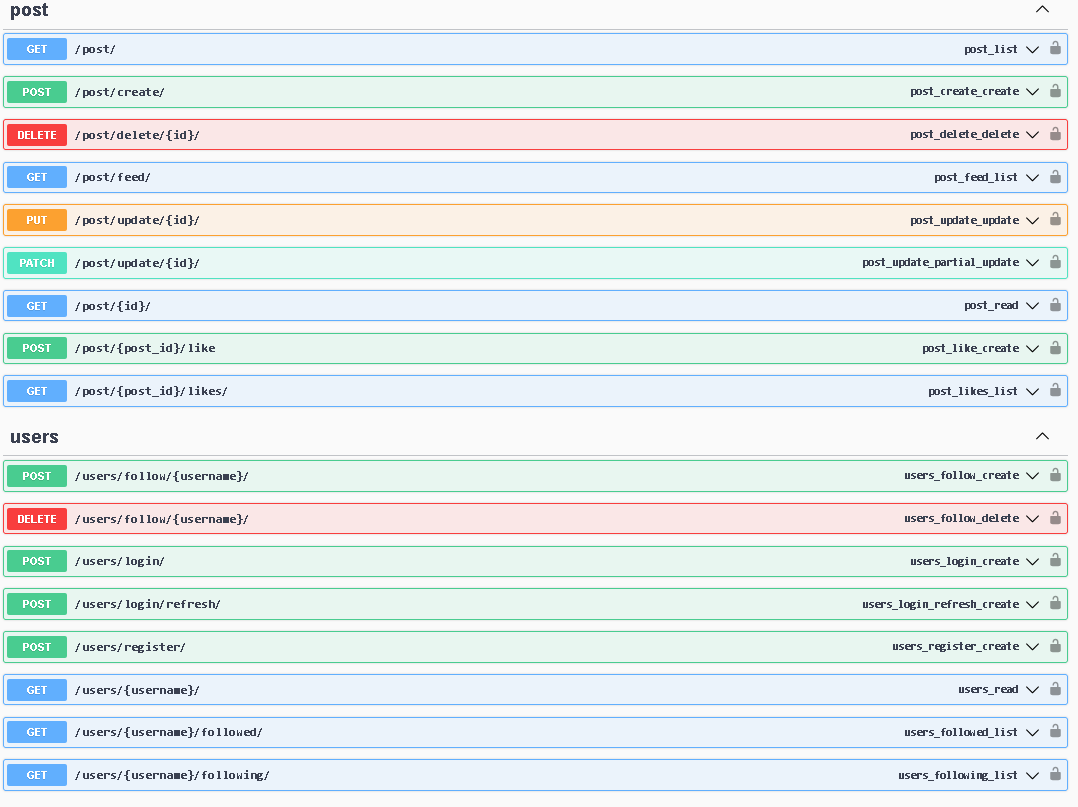 post
GET /post/ post_list
POST /post/create/ post_create_create
DELETE /post/delete/{id}/ post_delete_delete
GET /post/feed/ post_feed_list
PUT /post/update/{id}/ post_update_update
PATCH /post/update/{id}/ post_update_partial_update
GET /post/{id}/ post_read
POST /post/{post_id}/like post_like_create
GET /post/{post_id}/likes/ post_likes_list
users
POST /users/follow/{username}/ users_follow_create
DELETE /users/follow/{username}/ users_follow_delete
POST /users/login/ users_login_create
POST /users/login/refresh/ users_login_refresh_create
POST /users/register/ users_register_create
GET /users/{username}/ users_read
GET /users/{username}/followed/ users_followed_list
GET /users/{username}/following/ users_following_list